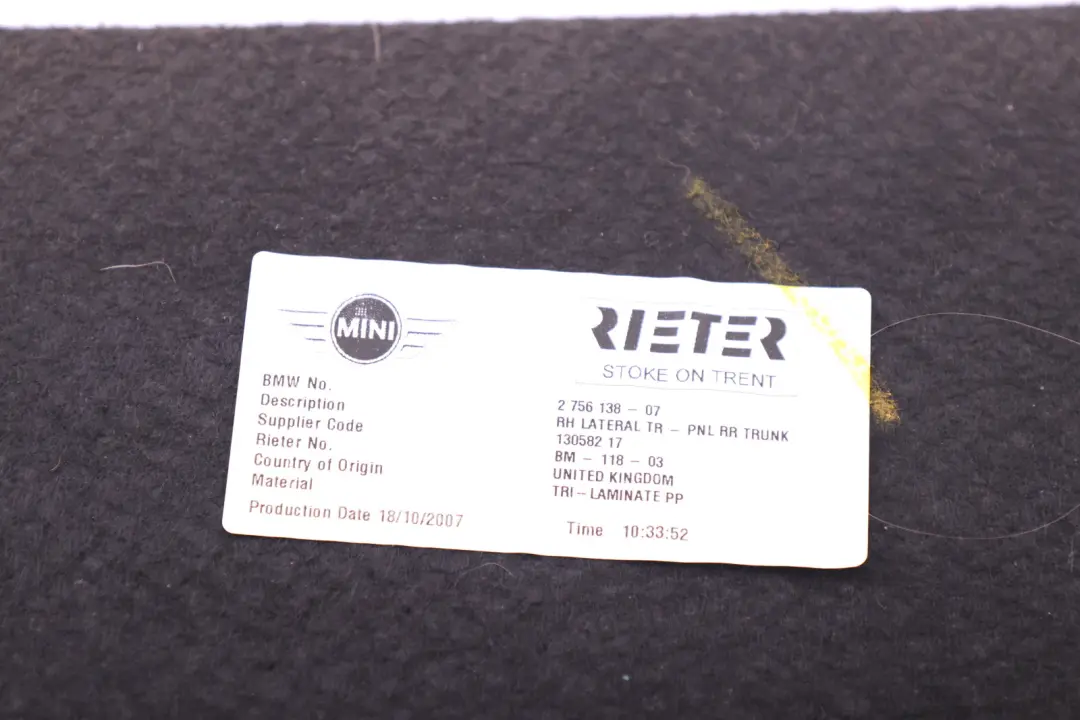 MINI
RIETER
STOKE ON TRENT
BMW No. 2 756 138 - 07
Description RH LATERAL TR - PNL RR TRUNK
Supplier Code 130582 17
Rieter No. BM - 118 - 03
Country of Origin UNITED KINGDOM
Material TRI-LAMINATE PP
Production Date 18/10/2007 Time 10:33:52